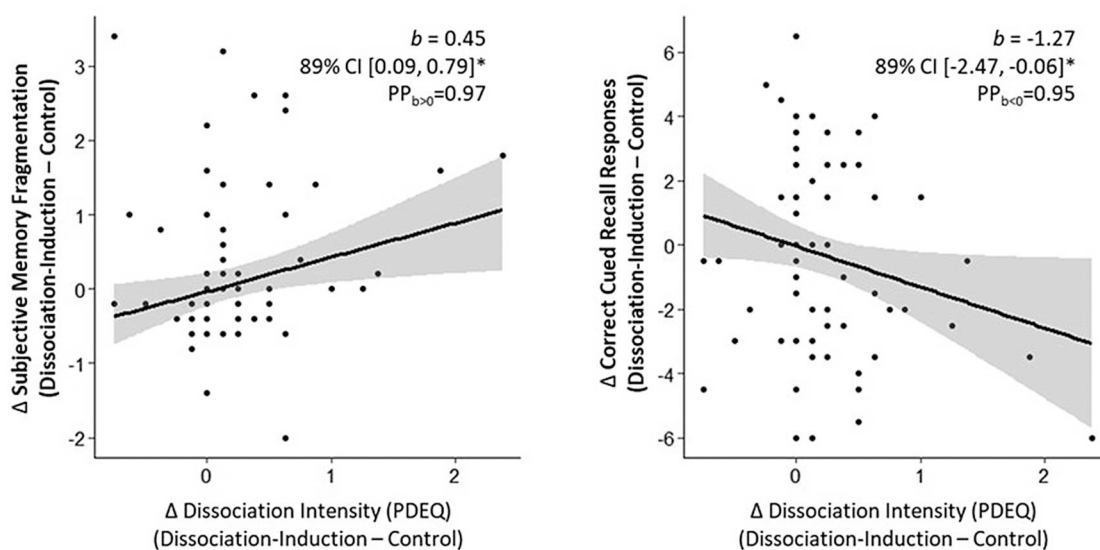 b = 0.45
89% CI [0.09, 0.79]*
PPb>0=0.97
Δ Subjective Memory Fragmentation
(Dissociation-Induction – Control)
3
2
1
0
-1
-2
0
1
2
Δ Dissociation Intensity (PDEQ)
(Dissociation-Induction – Control)
b = -1.27
89% CI [-2.47, -0.06]*
PPb<0=0.95
Δ Correct Cued Recall Responses
(Dissociation-Induction – Control)
6
4
2
0
-2
-4
-6
0
1
2
Δ Dissociation Intensity (PDEQ)
(Dissociation-Induction – Control)